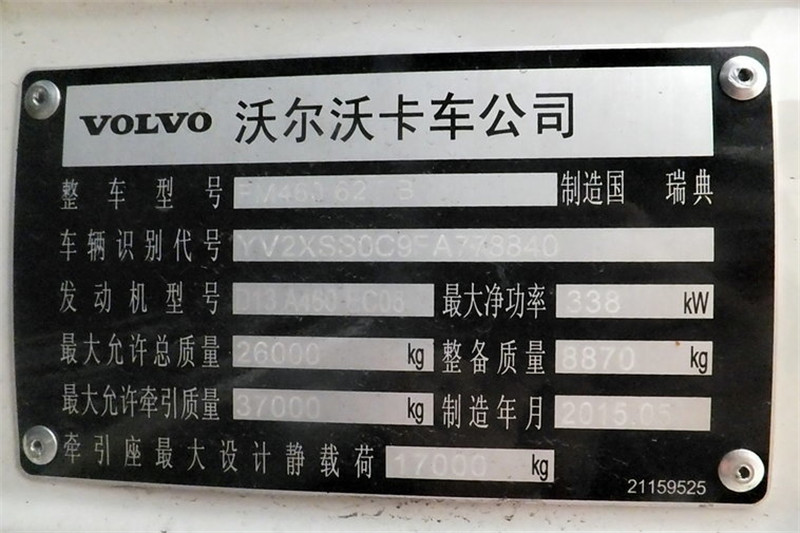 VOLVO 沃尔沃卡车公司
整车型号 FM460 62 B 制造国 瑞典
车辆识别代号
发动机型号 D13A460 EC06 最大净功率 338 kW
最大允许总质量 26000 kg 整备质量 8870 kg
最大允许牵引质量 37000 kg 制造年月 2015.05
牵引座最大设计静载荷 17000 kg
21159525